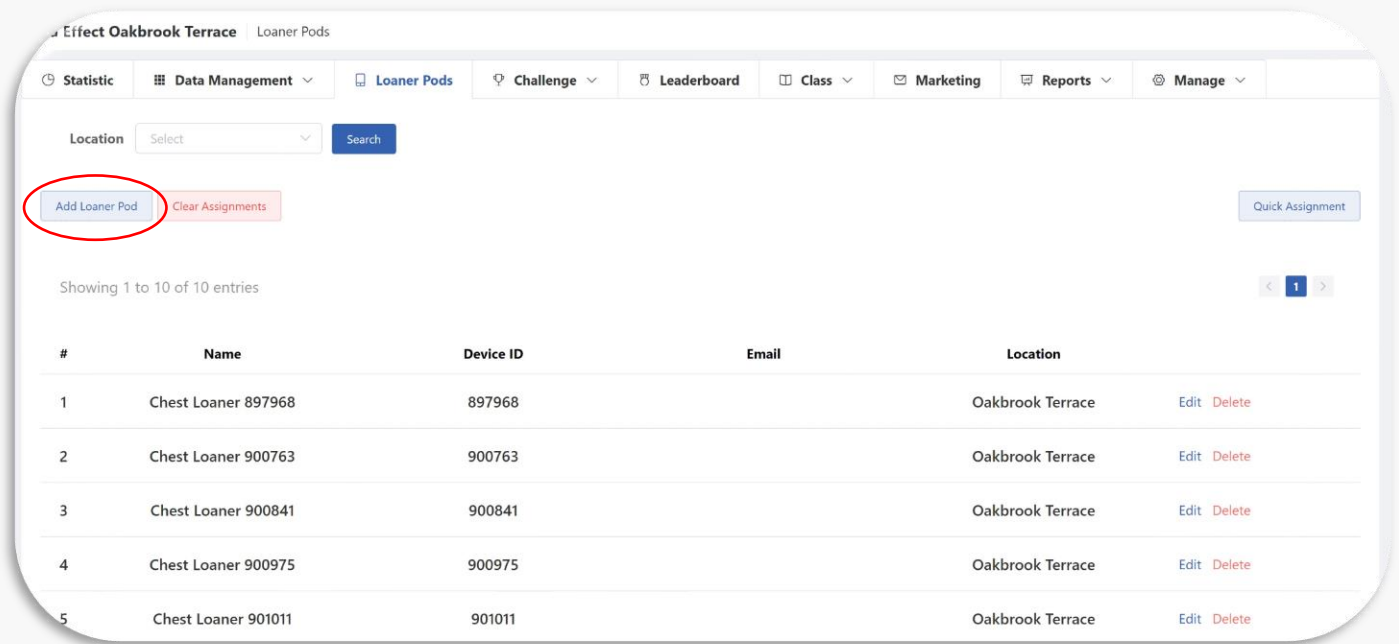 Effect Oakbrook Terrace Loaner Pods
Statistic Data Management Loaner Pods Challenge Leaderboard Class Marketing Reports Manage
Location Select Search
Add Loaner Pod Clear Assignments Quick Assignment
Showing 1 to 10 of 10 entries < 1 >
# Name Device ID Email Location
1 Chest Loaner 897968 897968 Oakbrook Terrace Edit Delete
2 Chest Loaner 900763 900763 Oakbrook Terrace Edit Delete
3 Chest Loaner 900841 900841 Oakbrook Terrace Edit Delete
4 Chest Loaner 900975 900975 Oakbrook Terrace Edit Delete
5 Chest Loaner 901011 901011 Oakbrook Terrace Edit Delete